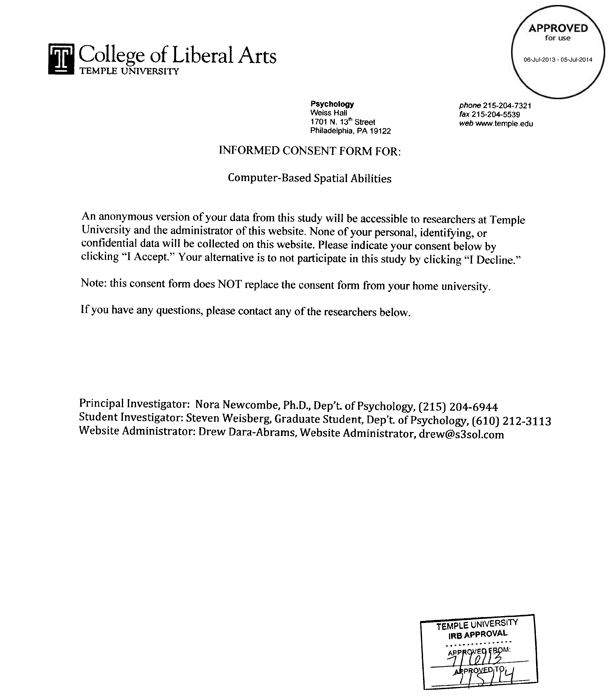 APPROVED
for use
06-Jul-2013 - 05-Jul-2014
T College of Liberal Arts
TEMPLE UNIVERSITY
Psychology
Weiss Hall
1701 N. 13th Street
Philadelphia, PA 19122
phone 215-204-7321
fax 215-204-5539
web www.temple.edu
INFORMED CONSENT FORM FOR:
Computer-Based Spatial Abilities
An anonymous version of your data from this study will be accessible to researchers at Temple
University and the administrator of this website. None of your personal, identifying, or
confidential data will be collected on this website. Please indicate your consent below by
clicking “I Accept.” Your alternative is to not participate in this study by clicking “I Decline.”
Note: this consent form does NOT replace the consent form from your home university.
If you have any questions, please contact any of the researchers below.
Principal Investigator: Nora Newcombe, Ph.D., Dep’t. of Psychology, (215) 204-6944
Student Investigator: Steven Weisberg, Graduate Student, Dep’t. of Psychology, (610) 212-3113
Website Administrator: Drew Dara-Abrams, Website Administrator, drew@s3sol.com
TEMPLE UNIVERSITY
IRB APPROVAL
APPROVED FROM:
7/6/13
APPROVED TO:
7/5/14